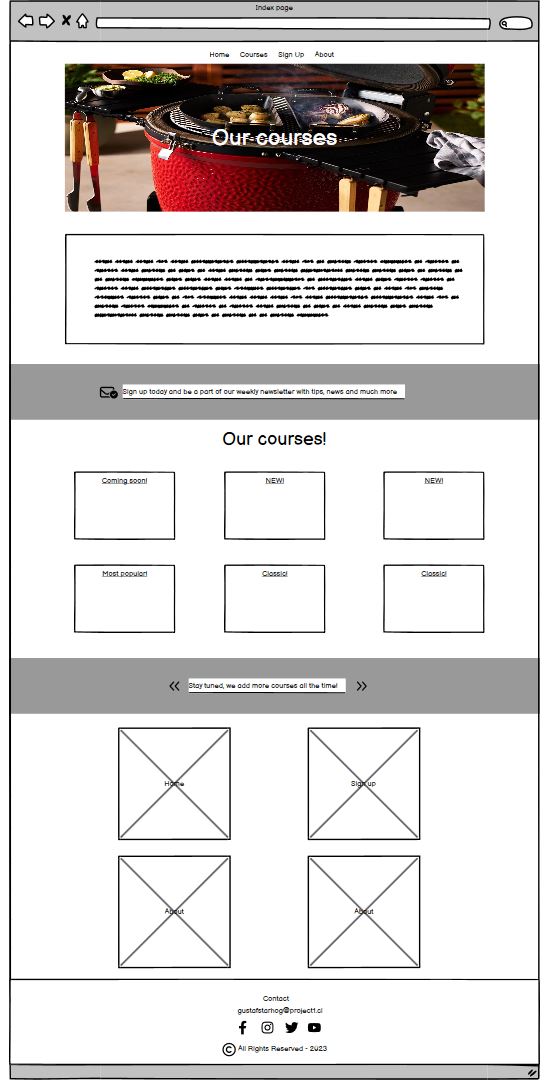 Index page
Home Courses Sign Up About
Our courses
Sign up today and be a part of our weekly newsletter with tips, news and much more
Our courses!
Coming soon! NEW! NEW!
Most popular! Classic! Classic!
Stay tuned, we add more courses all the time!
Home Sign up
About About
Contact
gustafstarhog@project1.ci
All Rights Reserved - 2023